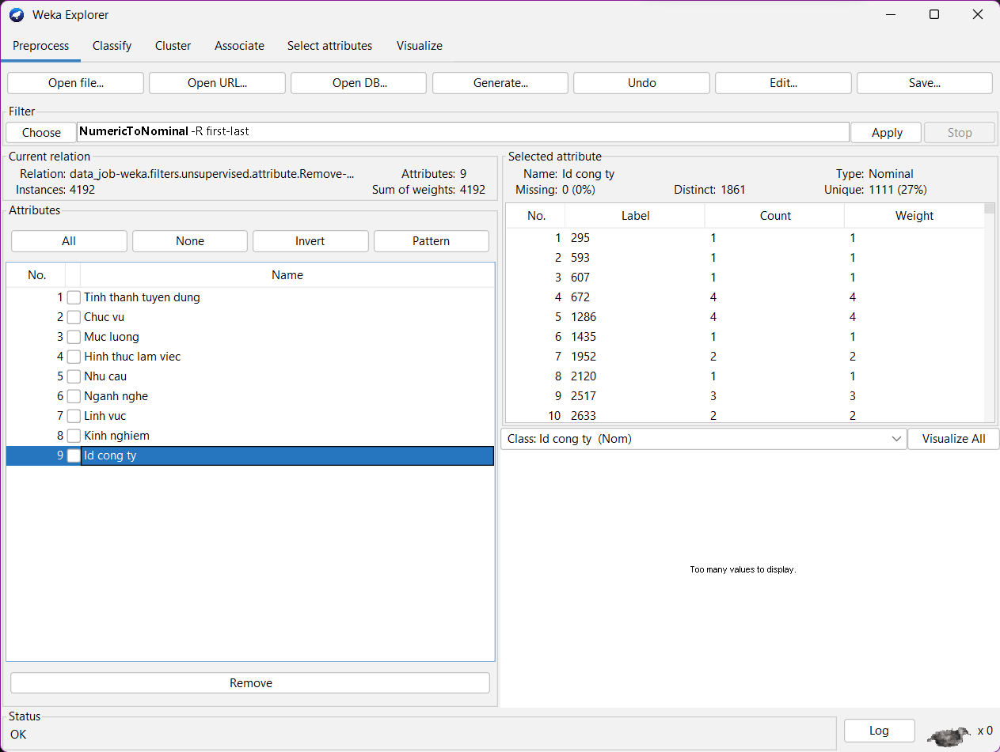 Weka Explorer
Preprocess Classify Cluster Associate Select attributes Visualize
Open file... Open URL... Open DB... Generate... Undo Edit... Save...
Filter
Choose NumericToNominal -R first-last Apply Stop
Current relation
Relation: data_job-weka.filters.unsupervised.attribute.Remove-... Attributes: 9
Instances: 4192 Sum of weights: 4192
Attributes
All None Invert Pattern
No. Name
1 Tinh thanh tuyen dung
2 Chuc vu
3 Muc luong
4 Hinh thuc lam viec
5 Nhu cau
6 Nganh nghe
7 Linh vuc
8 Kinh nghiem
9 Id cong ty
Remove
Selected attribute
Name: Id cong ty Type: Nominal
Missing: 0 (0%) Distinct: 1861 Unique: 1111 (27%)
No. Label Count Weight
1 295 1 1
2 593 1 1
3 607 1 1
4 672 4 4
5 1286 4 4
6 1435 1 1
7 1952 2 2
8 2120 1 1
9 2517 3 3
10 2633 2 2
Class: Id cong ty (Nom) Visualize All
Too many values to display.
Status
OK Log x 0